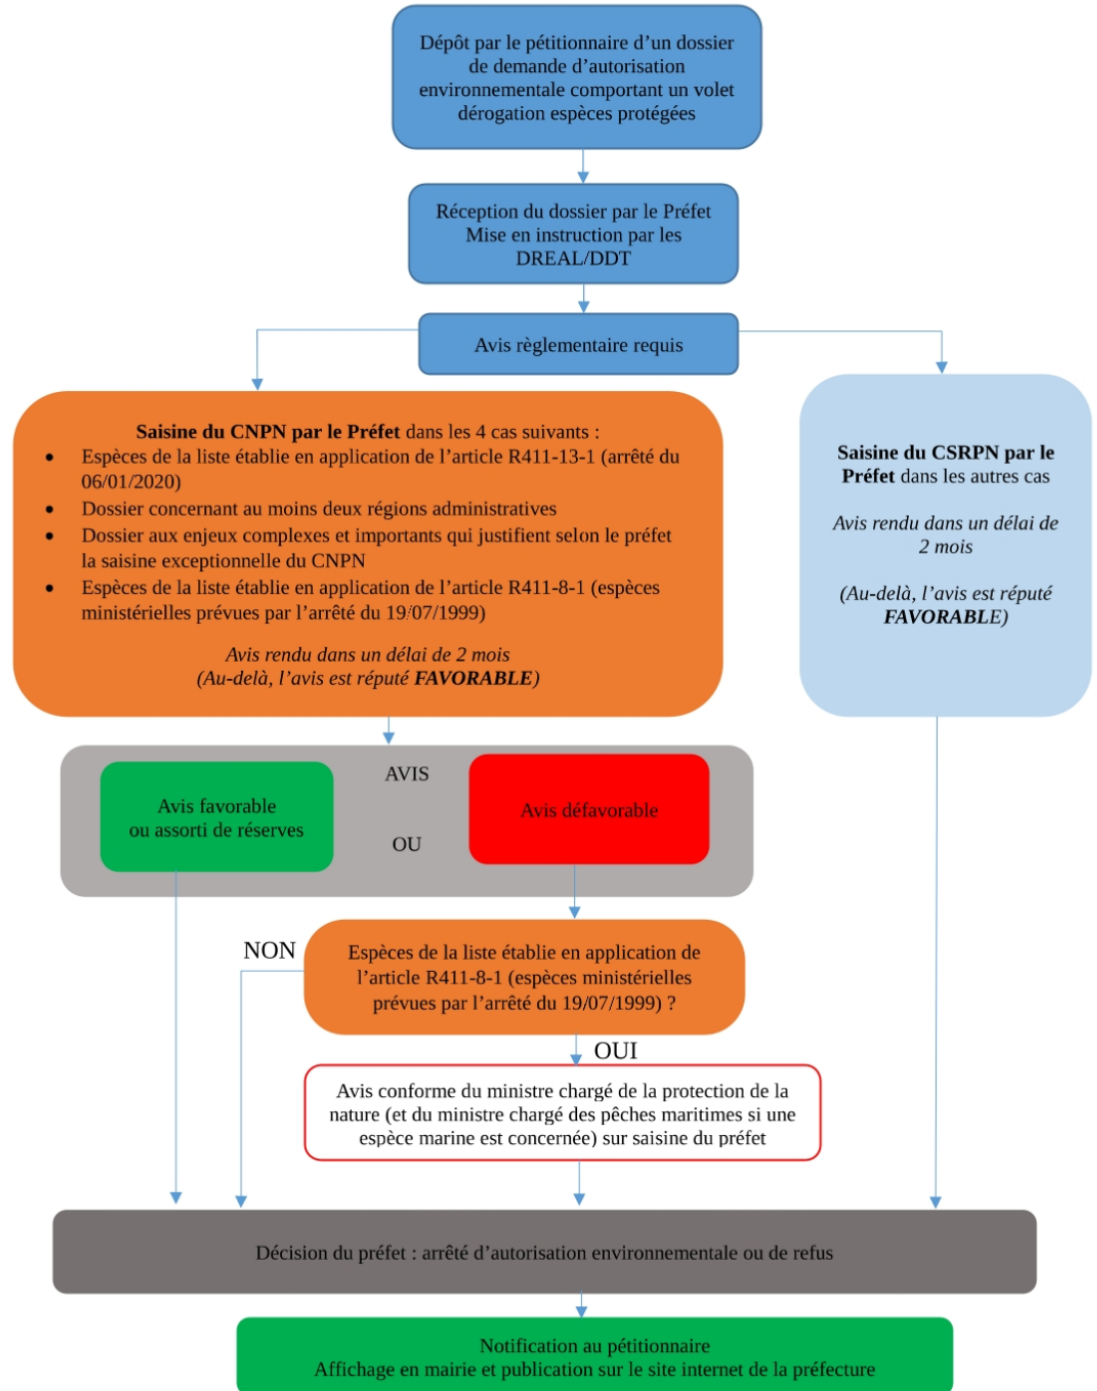 Dépôt par le pétitionnaire d’un dossier
de demande d’autorisation
environnementale comportant un volet
dérogation espèces protégées
Réception du dossier par le Préfet
Mise en instruction par les
DREAL/DDT
Avis règlementaire requis
Saisine du CNPN par le Préfet dans les 4 cas suivants :
• Espèces de la liste établie en application de l’article R411-13-1 (arrêté du
06/01/2020)
• Dossier concernant au moins deux régions administratives
• Dossier aux enjeux complexes et importants qui justifient selon le préfet
la saisine exceptionnelle du CNPN
• Espèces de la liste établie en application de l’article R411-8-1 (espèces
ministérielles prévues par l’arrêté du 19/07/1999)
Avis rendu dans un délai de 2 mois
(Au-delà, l’avis est réputé FAVORABLE)
Saisine du CSRPN par le
Préfet dans les autres cas
Avis rendu dans un délai de
2 mois
(Au-delà, l’avis est réputé
FAVORABLE)
AVIS
Avis favorable
ou assorti de réserves
OU
Avis défavorable
NON
Espèces de la liste établie en application de
l’article R411-8-1 (espèces ministérielles
prévues par l’arrêté du 19/07/1999) ?
OUI
Avis conforme du ministre chargé de la protection de la
nature (et du ministre chargé des pêches maritimes si une
espèce marine est concernée) sur saisine du préfet
Décision du préfet : arrêté d’autorisation environnementale ou de refus
Notification au pétitionnaire
Affichage en mairie et publication sur le site internet de la préfecture